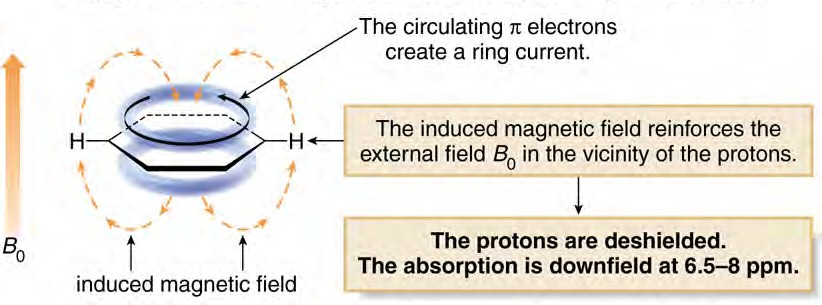 The circulating π electrons
create a ring current.
H
H
The induced magnetic field reinforces the
external field B0 in the vicinity of the protons.
B0
The protons are deshielded.
The absorption is downfield at 6.5–8 ppm.
induced magnetic field